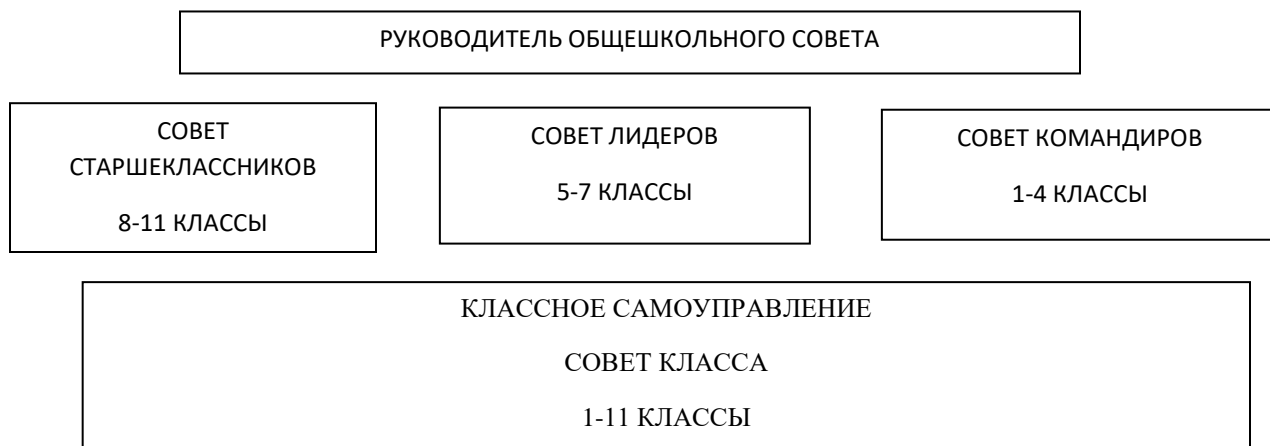 РУКОВОДИТЕЛЬ ОБЩЕШКОЛЬНОГО СОВЕТА
СОВЕТ
СТАРШЕКЛАССНИКОВ
8-11 КЛАССЫ
СОВЕТ ЛИДЕРОВ
5-7 КЛАССЫ
СОВЕТ КОМАНДИРОВ
1-4 КЛАССЫ
КЛАССНОЕ САМОУПРАВЛЕНИЕ
СОВЕТ КЛАССА
1-11 КЛАССЫ